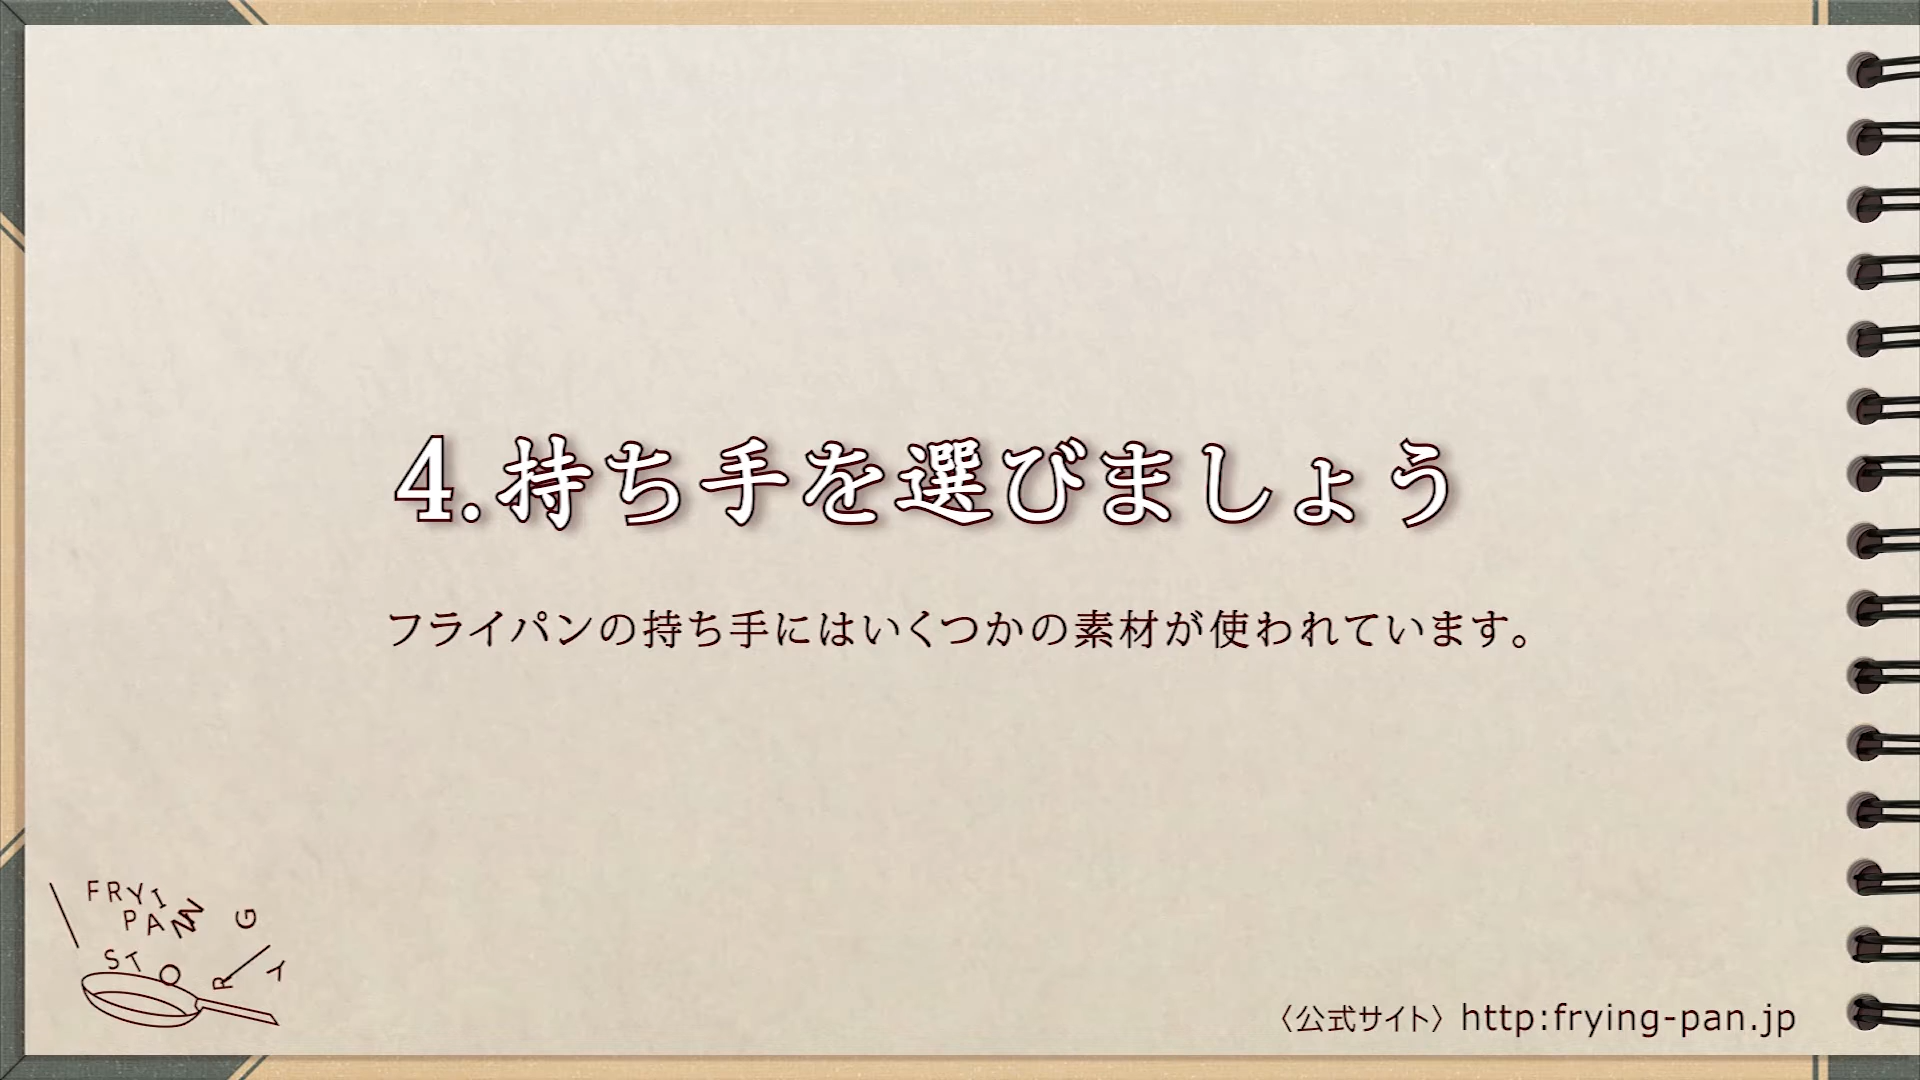 4.持ち手を選びましょう
フライパンの持ち手にはいくつかの素材が使われています。
FRYING
PAN
STORY
〈公式サイト〉http:frying-pan.jp